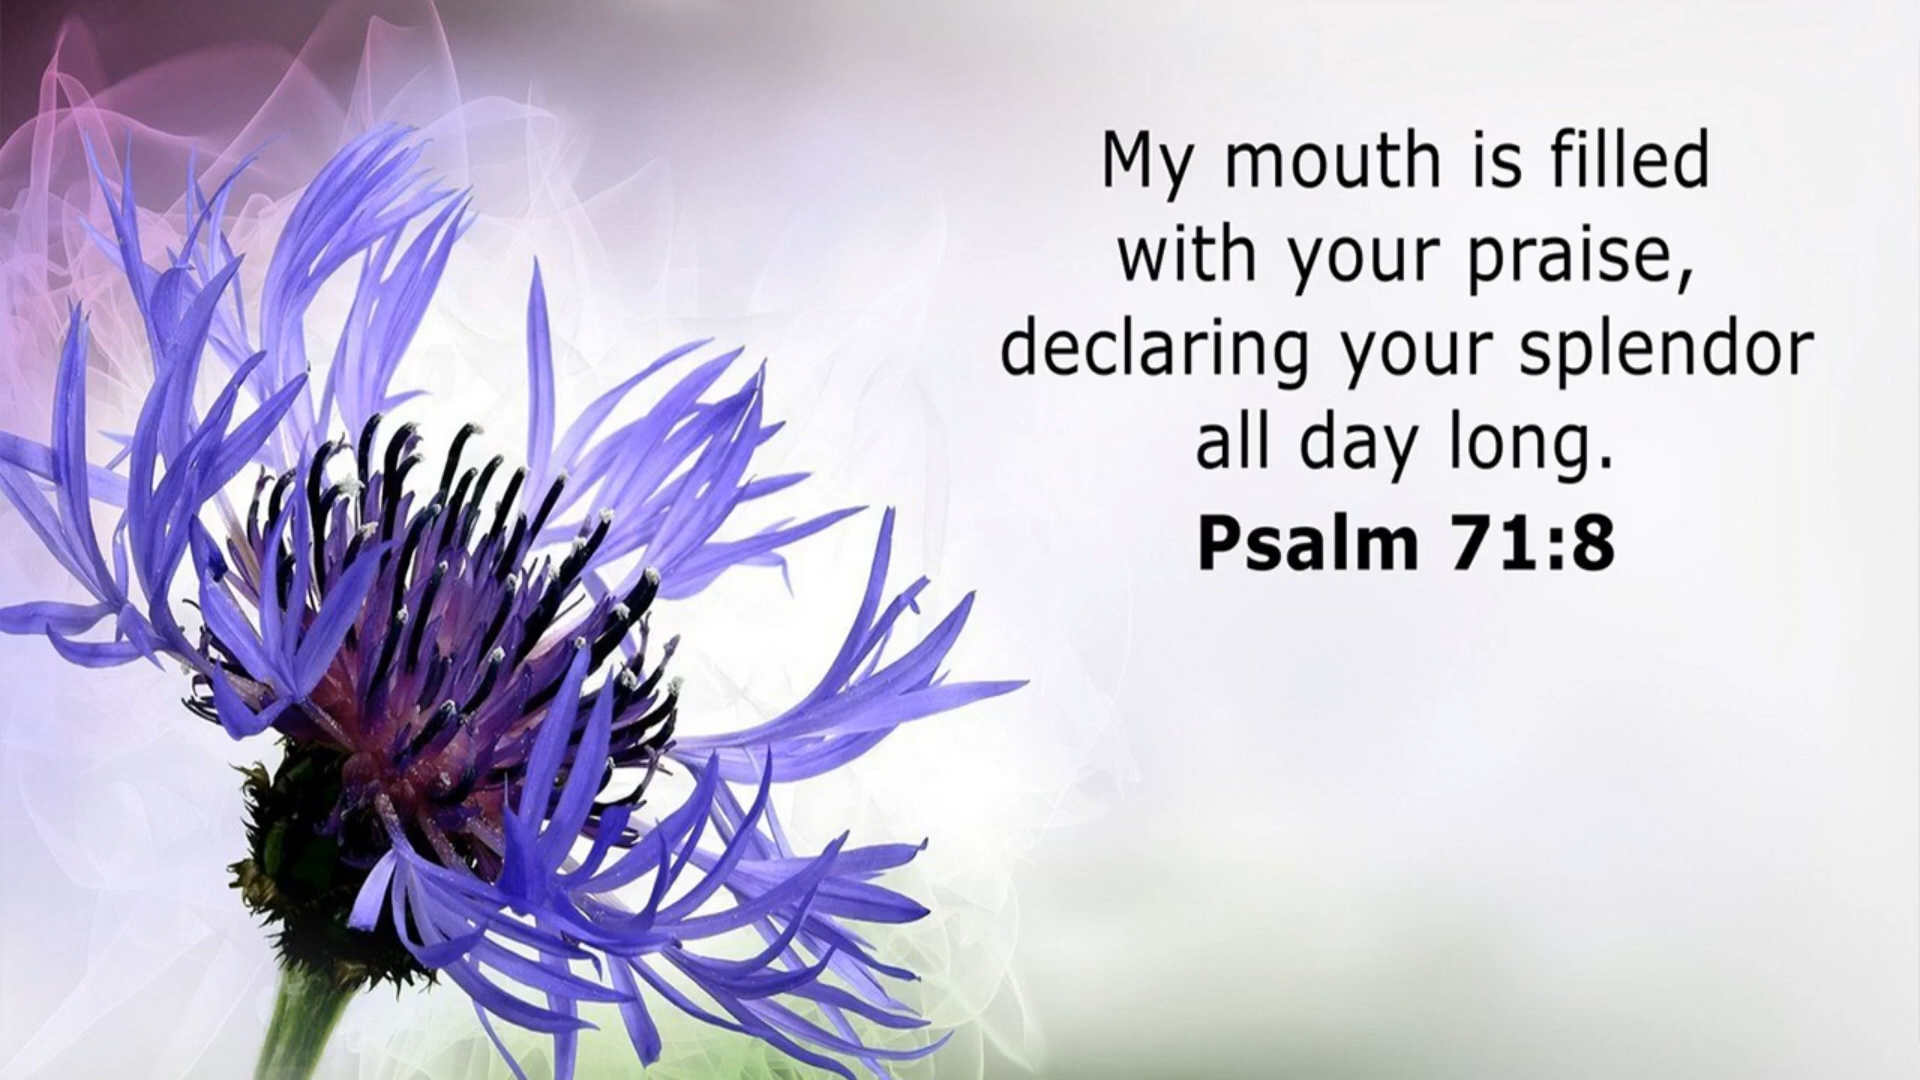 My mouth is filled
with your praise,
declaring your splendor
all day long.
Psalm 71:8